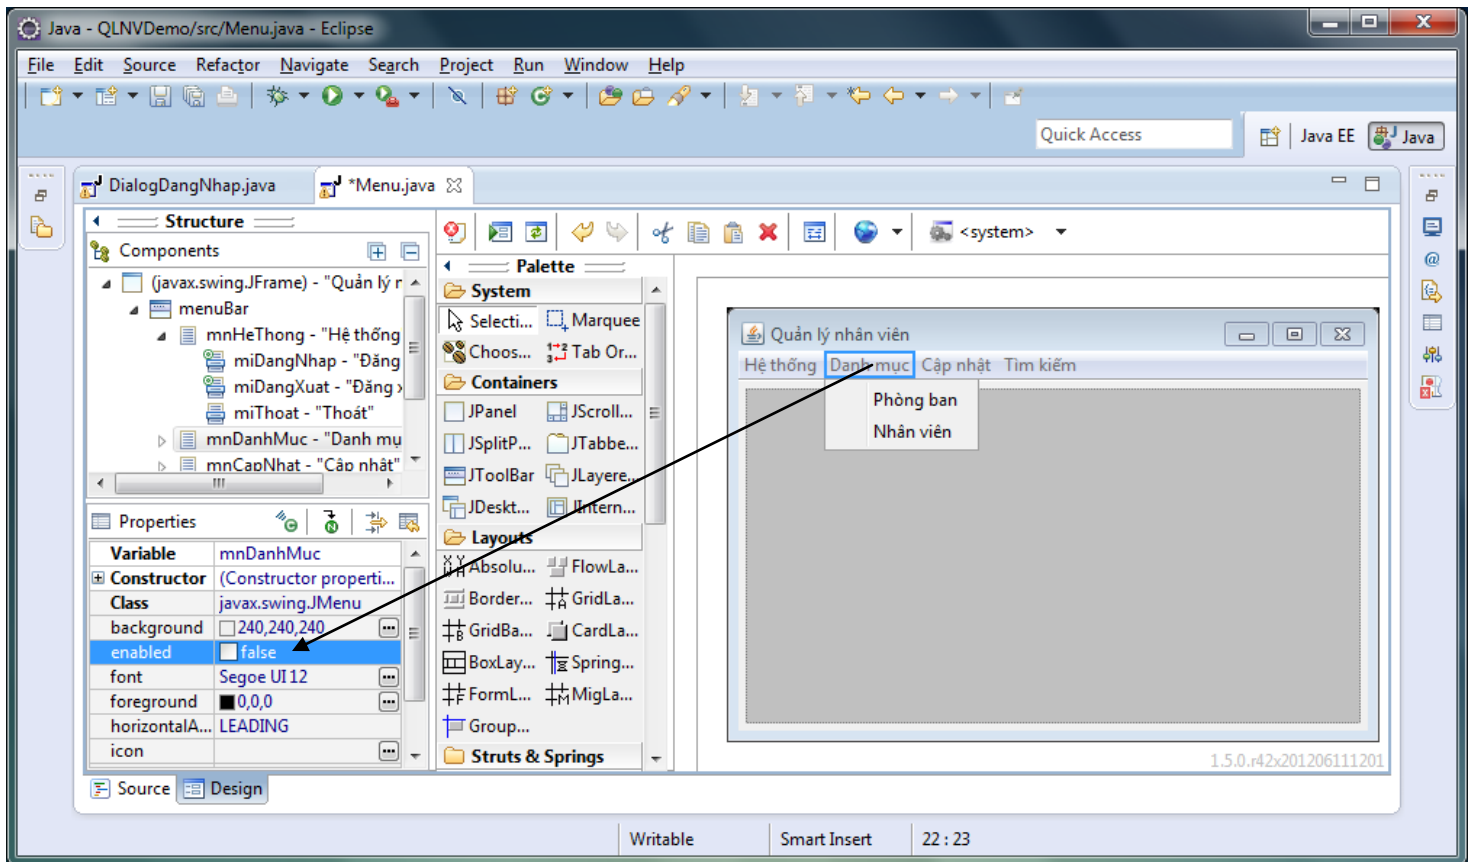 Java - QLNVDemo/src/Menu.java - Eclipse
File Edit Source Refactor Navigate Search Project Run Window Help
Quick Access
Java EE
Java
DialogDangNhap.java
*Menu.java
Structure
Components
(javax.swing.JFrame) - "Quản lý r
menuBar
mnHeThong - "Hệ thống
miDangNhap - "Đăng
miDangXuat - "Đăng x
miThoat - "Thoát"
mnDanhMuc - "Danh mụ
mnCapNhat - "Cập nhật"
Properties
Variable mnDanhMuc
Constructor (Constructor properti...
Class javax.swing.JMenu
background 240,240,240
enabled false
font Segoe UI 12
foreground 0,0,0
horizontalA... LEADING
icon
<system>
Palette
System
Selecti... Marquee
Choos... Tab Or...
Containers
JPanel JScroll...
JSplitP... JTabbe...
JToolBar JLayere...
JDeskt... JIntern...
Layouts
Absolu... FlowLa...
Border... GridLa...
GridBa... CardLa...
BoxLay... Spring...
FormL... MigLa...
Group...
Struts & Springs
Quản lý nhân viên
Hệ thống Danh mục Cập nhật Tìm kiếm
Phòng ban
Nhân viên
1.5.0.r42x201206111201
Source Design
Writable Smart Insert 22 : 23